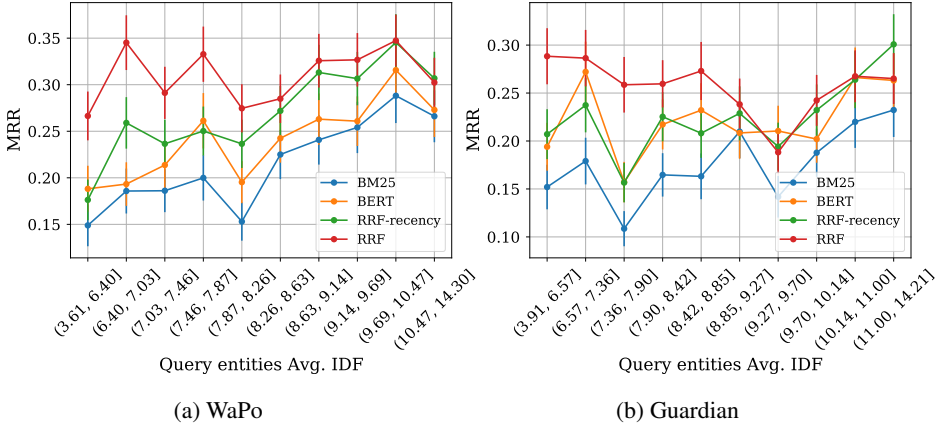 MRR
0.35
0.30
0.25
0.20
0.15
BM25
BERT
RRF-recency
RRF
(3.61, 6.40]
(6.40, 7.03]
(7.03, 7.46]
(7.46, 7.87]
(7.87, 8.26]
(8.26, 8.63]
(8.63, 9.14]
(9.14, 9.69]
(9.69, 10.47]
(10.47, 14.30]
Query entities Avg. IDF
(a) WaPo
MRR
0.30
0.25
0.20
0.15
0.10
BM25
BERT
RRF-recency
RRF
(3.91, 6.57]
(6.57, 7.36]
(7.36, 7.90]
(7.90, 8.42]
(8.42, 8.85]
(8.85, 9.27]
(9.27, 9.70]
(9.70, 10.14]
(10.14, 11.00]
(11.00, 14.21]
Query entities Avg. IDF
(b) Guardian